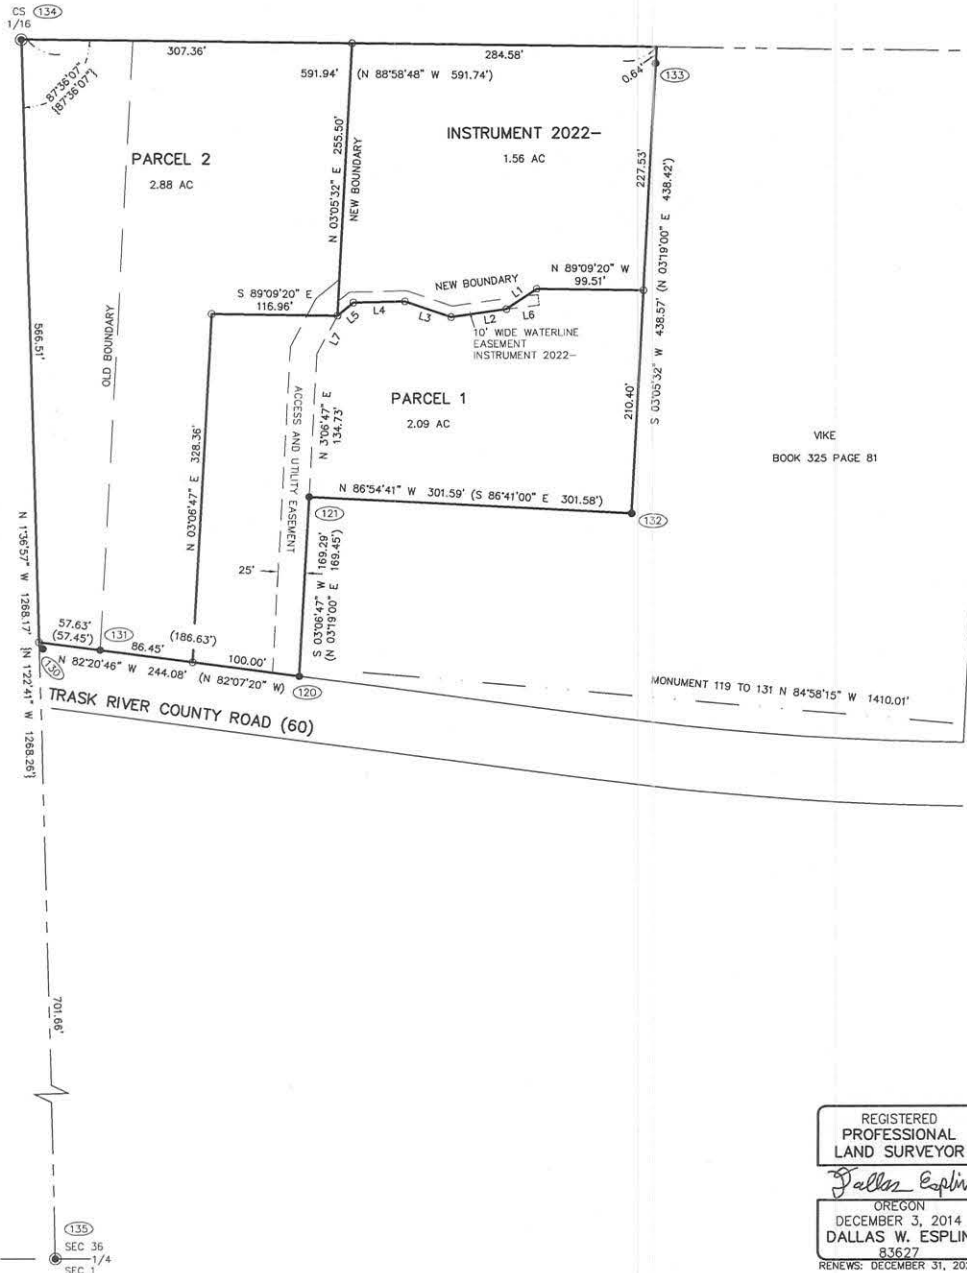 CS 134
1/16
307.36'
284.58'
591.94' (N 88°58'48" W 591.74')
0.64'
133
87°36'07"
{87°36'07"}
INSTRUMENT 2022-
1.56 AC
PARCEL 2
2.88 AC
N 03°05'32" E 255.50'
NEW BOUNDARY
227.53'
S 03°05'32" W 438.57' (N 03°19'00" E 438.42')
N 89°09'20" W
99.51'
NEW BOUNDARY
S 89°09'20" E
116.96'
L1
L2
L3
L4
L5
L6
L7
10' WIDE WATERLINE
EASEMENT
INSTRUMENT 2022-
566.51'
OLD BOUNDARY
PARCEL 1
2.09 AC
210.40'
ACCESS AND UTILITY EASEMENT
N 3°06'47" E
134.73'
VIKE
BOOK 325 PAGE 81
N 03°06'47" E 328.36'
N 86°54'41" W 301.59' (S 86°41'00" E 301.58')
121
132
25'
S 03°06'47" W 169.29'
(N 03°19'00" E 169.45')
N 1°36'57" W 1268.17' {N 1°22'41" W 1268.26'}
57.63'
(57.45')
131
86.45'
(186.63')
100.00'
130
N 82°20'46" W 244.08' (N 82°07'20" W)
120
MONUMENT 119 TO 131 N 84°58'15" W 1410.01'
TRASK RIVER COUNTY ROAD (60)
701.66'
135
SEC 36
1/4
SEC 1
REGISTERED
PROFESSIONAL
LAND SURVEYOR
Dallas Esplin
OREGON
DECEMBER 3, 2014
DALLAS W. ESPLIN
83627
RENEWS: DECEMBER 31, 20